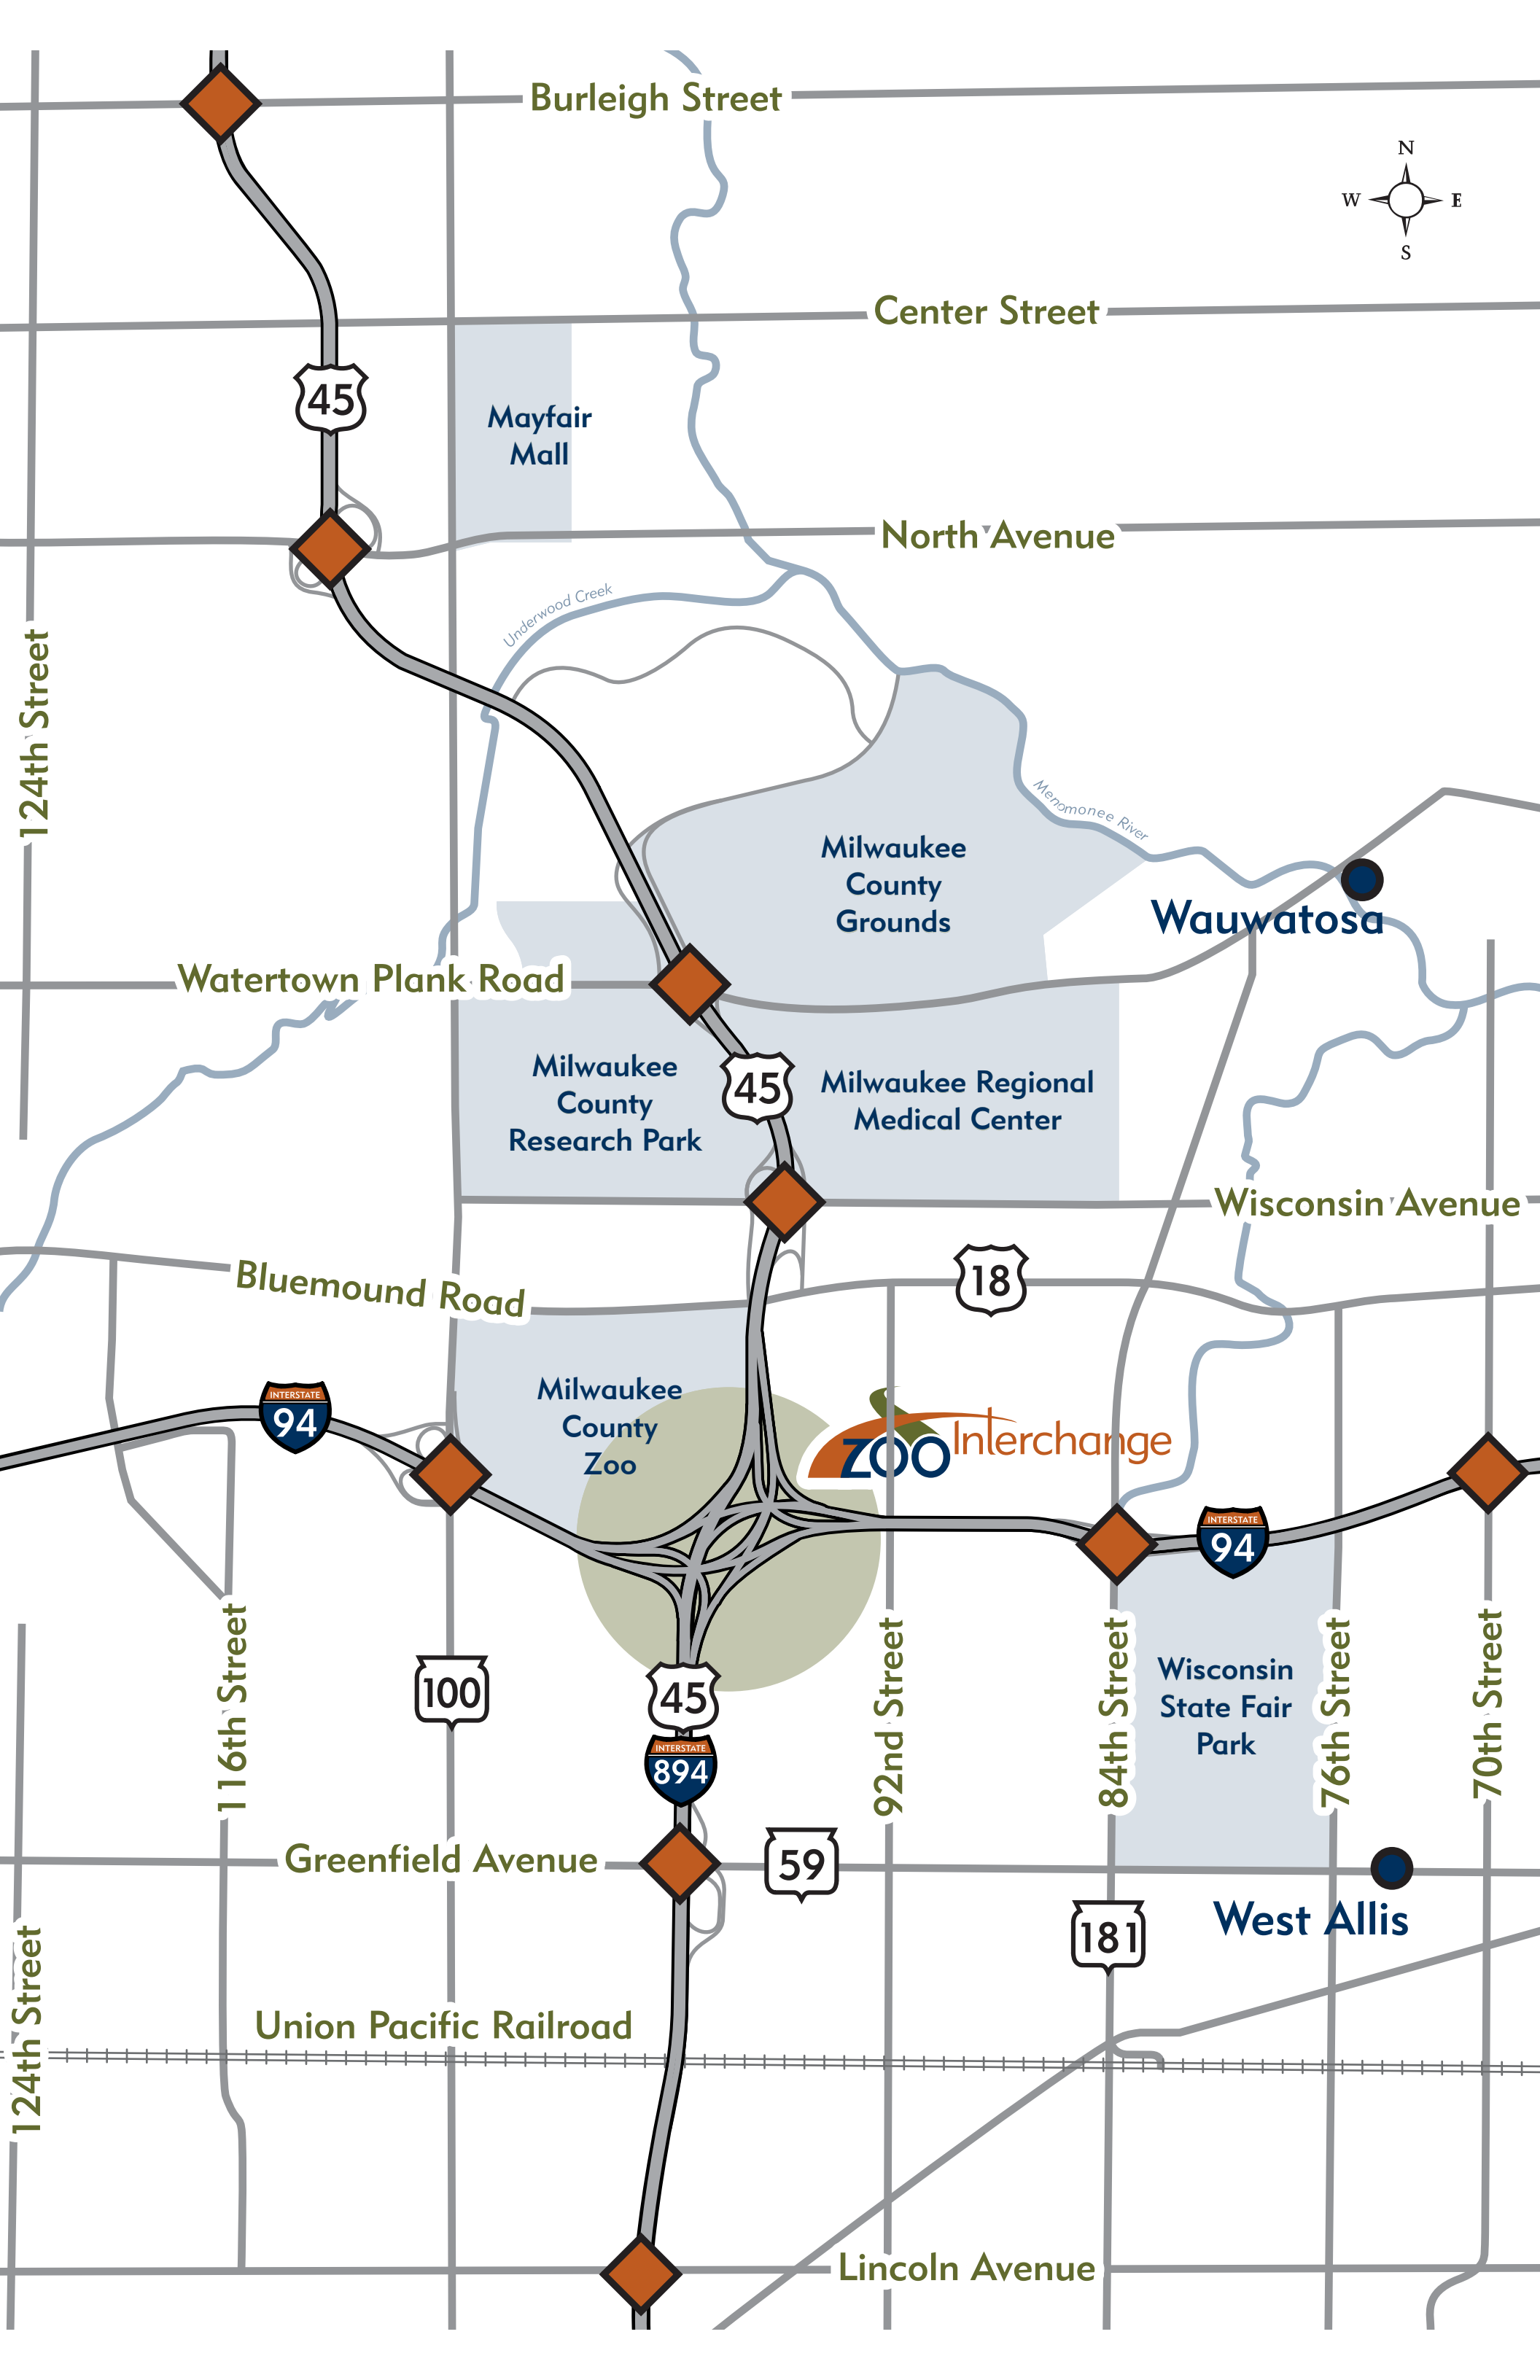 Burleigh Street
N
W
E
S
Center Street
45
Mayfair
Mall
North Avenue
Underwood Creek
124th Street
Menomonee River
Milwaukee
County
Grounds
Wauwatosa
Watertown Plank Road
Milwaukee
County
Research Park
45
Milwaukee Regional
Medical Center
Wisconsin Avenue
Bluemound Road
18
INTERSTATE
94
Milwaukee
County
Zoo
ZOO Interchange
INTERSTATE
94
116th Street
100
45
INTERSTATE
894
92nd Street
84th Street
Wisconsin
State Fair
Park
76th Street
70th Street
Greenfield Avenue
59
West Allis
181
124th Street
Union Pacific Railroad
Lincoln Avenue